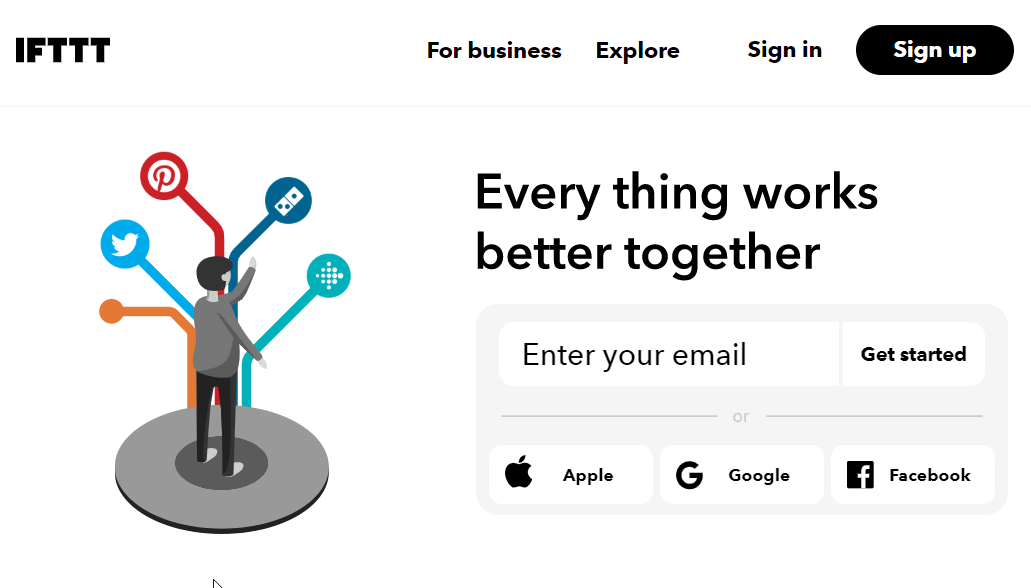 IFTTT
For business
Explore
Sign in
Sign up
Every thing works
better together
Enter your email
Get started
or
Apple
Google
Facebook